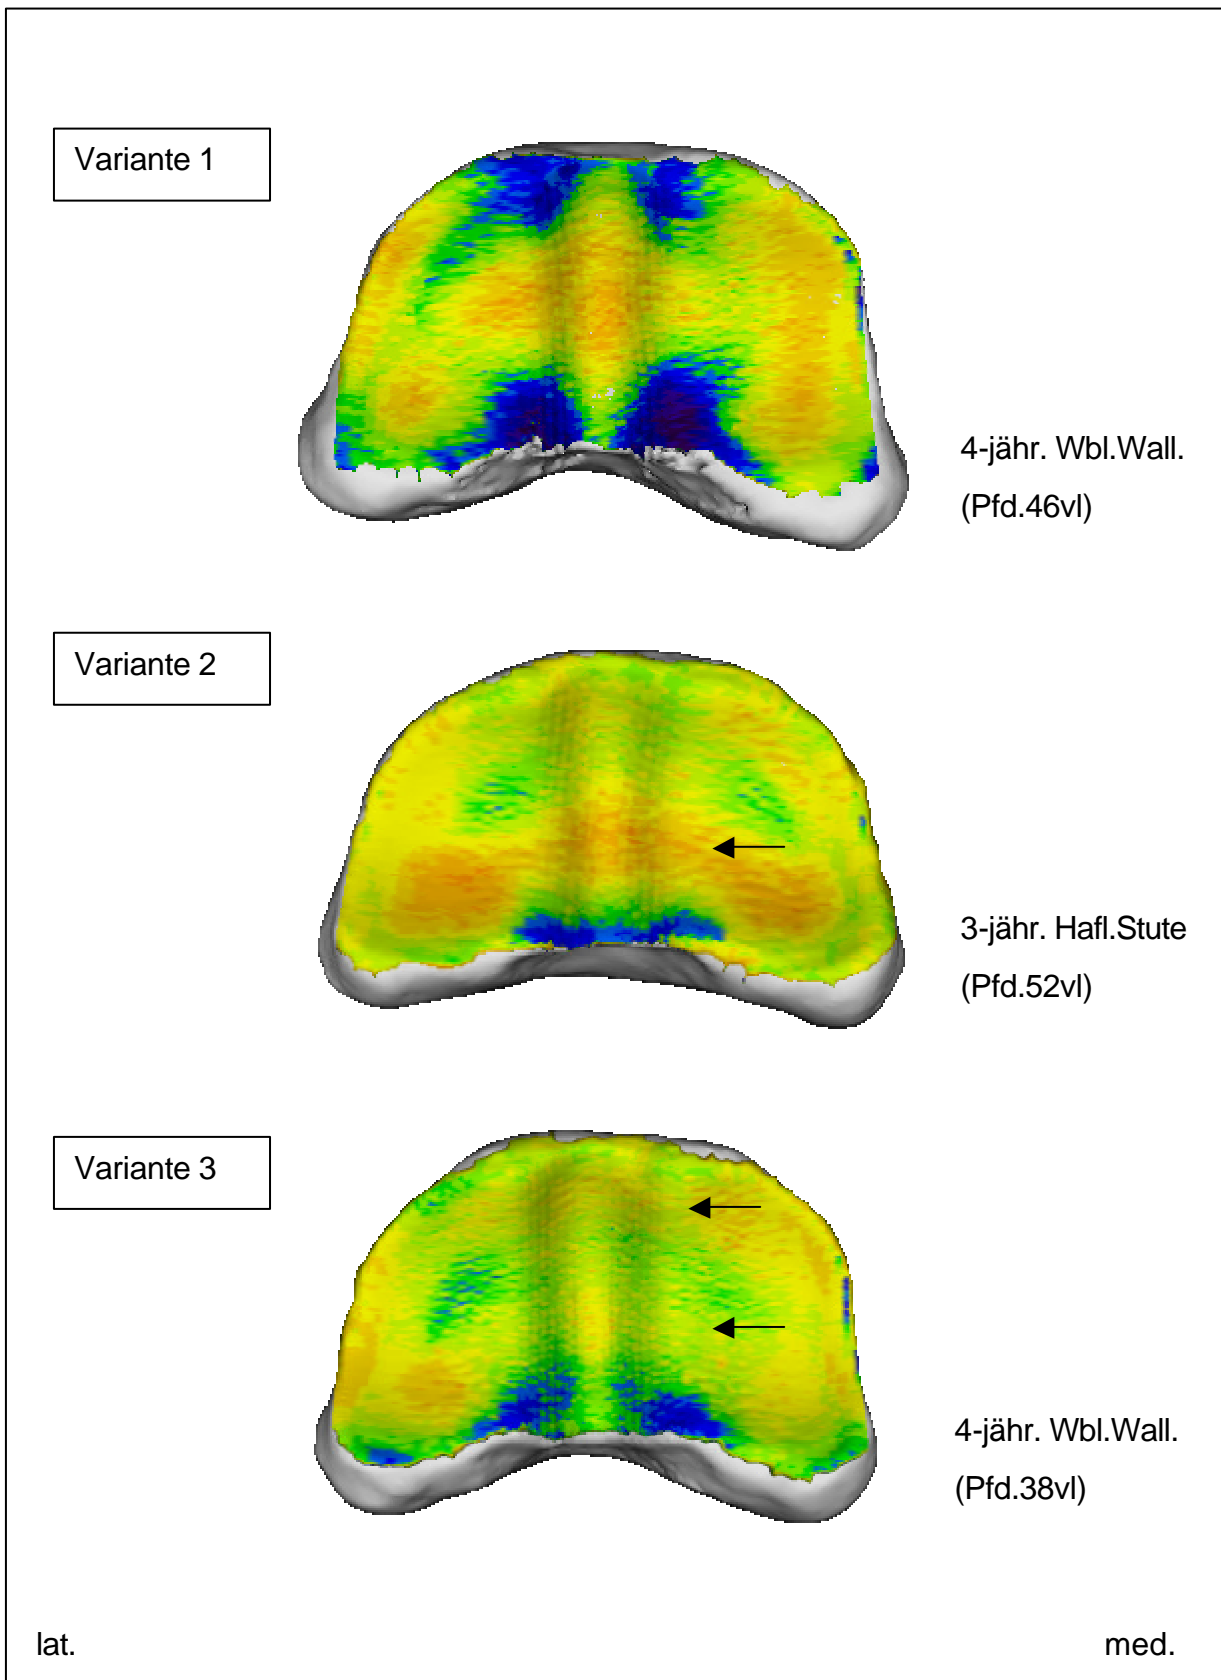 Variante 1
4-jähr. Wbl.Wall.
(Pfd.46vl)
Variante 2
3-jähr. Hafl.Stute
(Pfd.52vl)
Variante 3
4-jähr. Wbl.Wall.
(Pfd.38vl)
lat.
med.